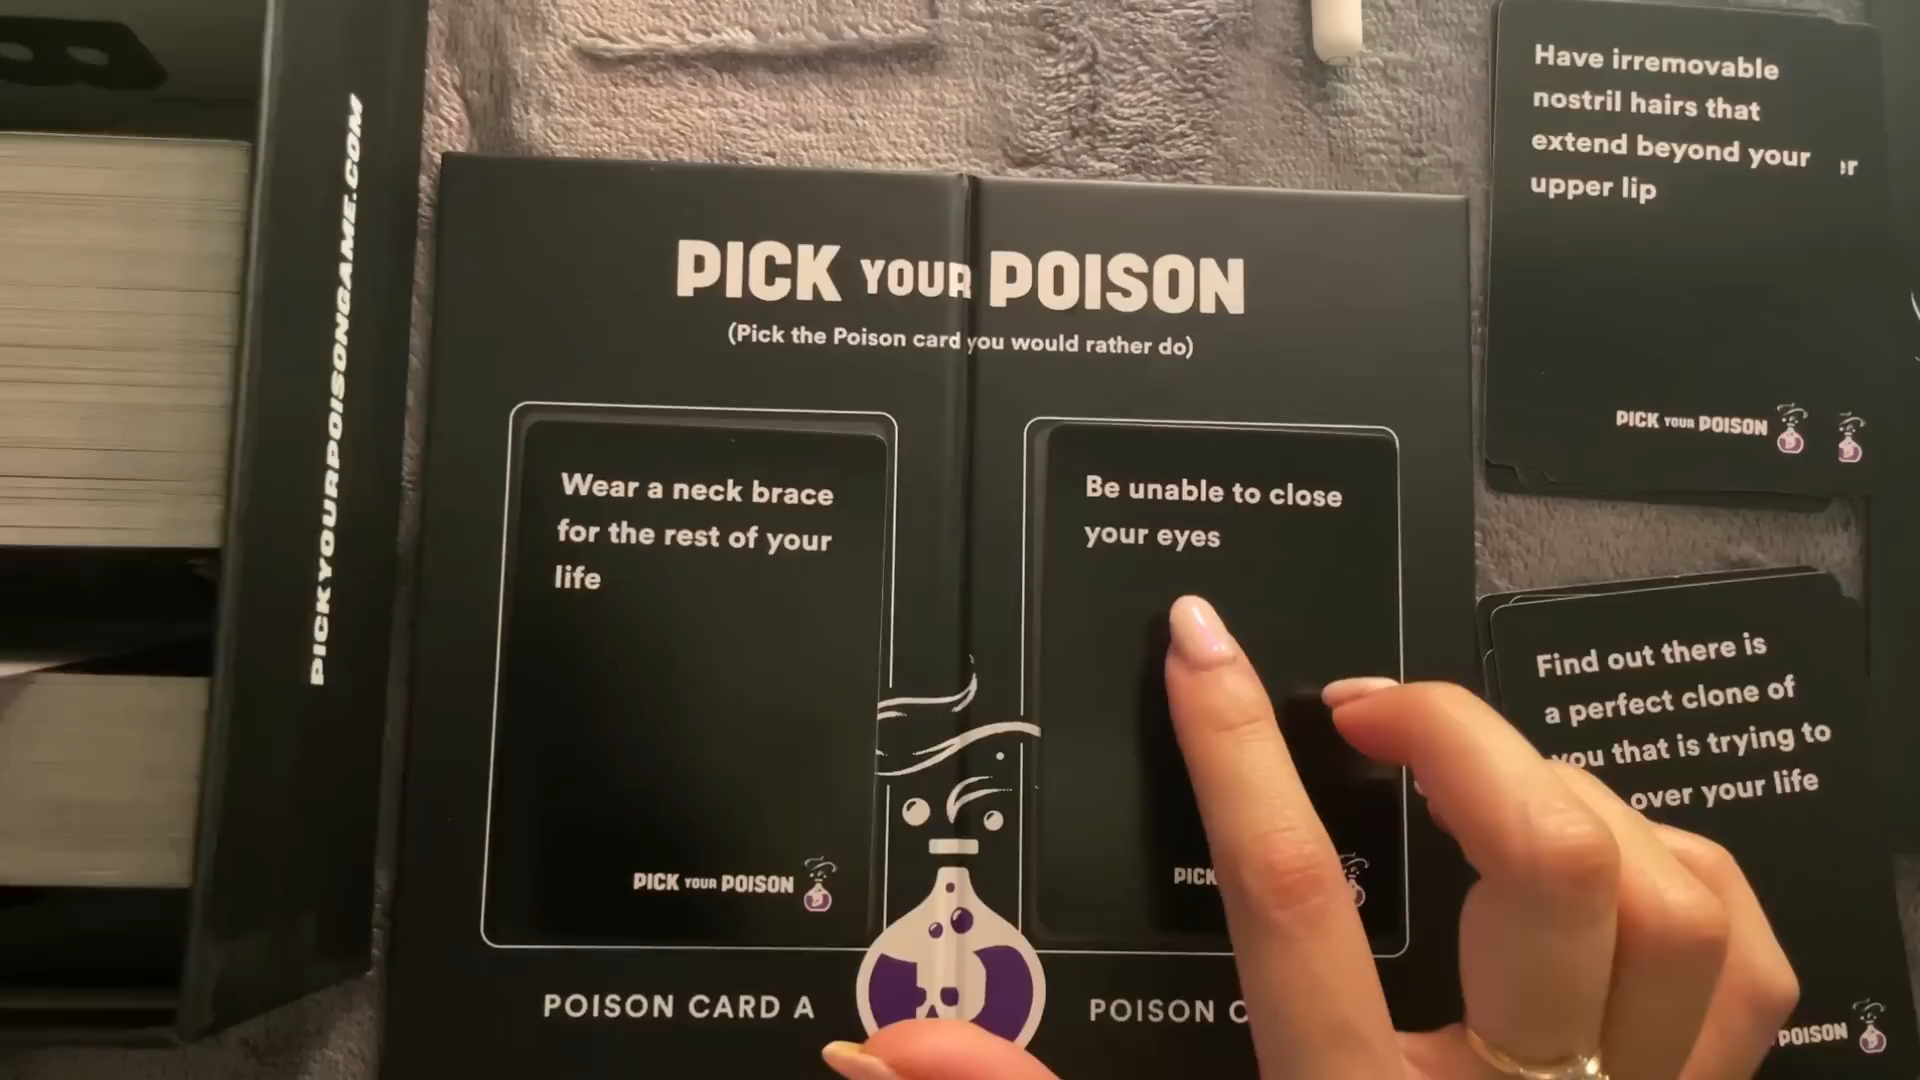 PICKYOURPOISONGAME.COM
PICK YOUR POISON
(Pick the Poison card you would rather do)
Wear a neck brace
for the rest of your
life
PICK YOUR POISON
POISON CARD A
Be unable to close
your eyes
PICK
POISON
Have irremovable
nostril hairs that
extend beyond your
upper lip
PICK YOUR POISON
Find out there is
a perfect clone of
you that is trying to
over your life
POISON